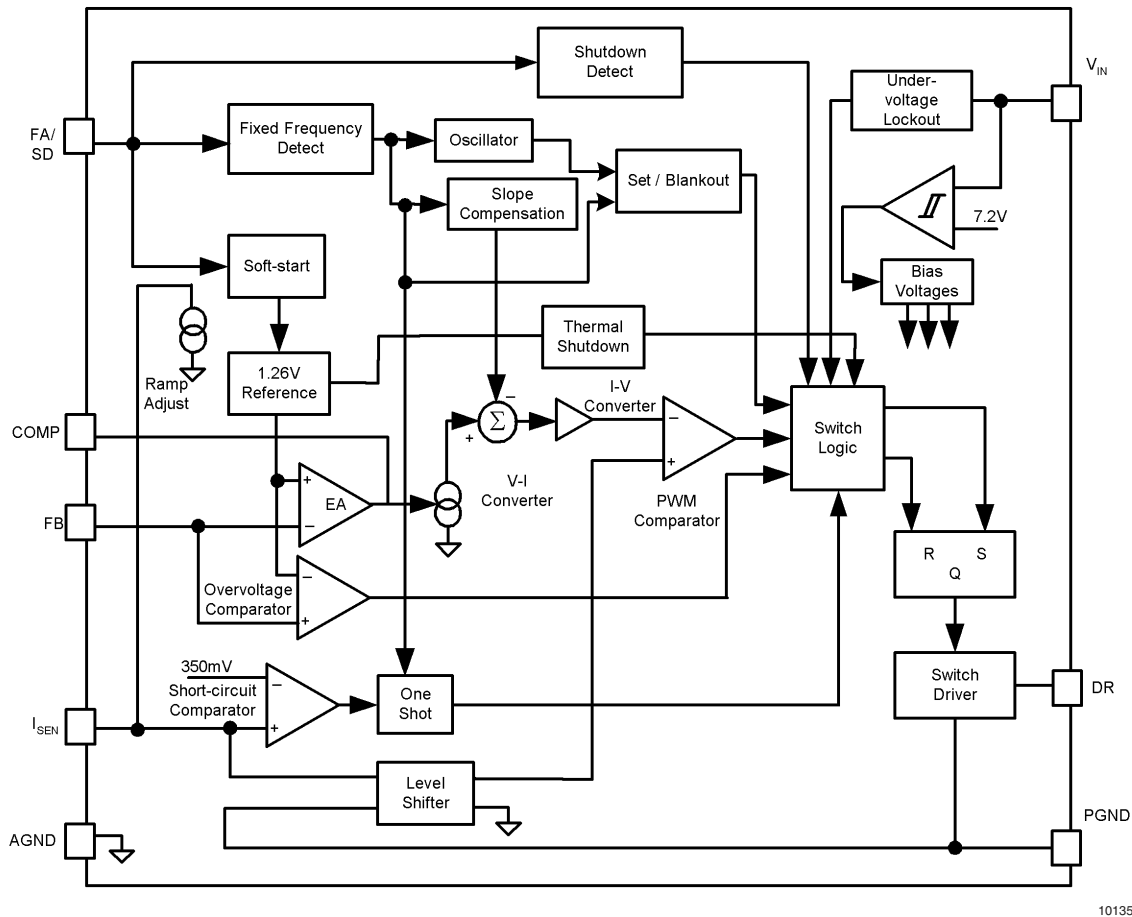 Shutdown
Detect
V_IN
Under-
voltage
Lockout
FA/
SD
Fixed Frequency
Detect
Oscillator
Set / Blankout
Slope
Compensation
7.2V
Soft-start
Bias
Voltages
Thermal
Shutdown
1.26V
Reference
Ramp
Adjust
I-V
Converter
−
Σ
+
−
+
Switch
Logic
COMP
V-I
Converter
PWM
Comparator
+
EA
−
FB
R S
Q
Overvoltage
Comparator
−
+
350mV
Short-circuit
Comparator
−
+
One
Shot
Switch
Driver
DR
I_SEN
Level
Shifter
AGND
PGND
10135